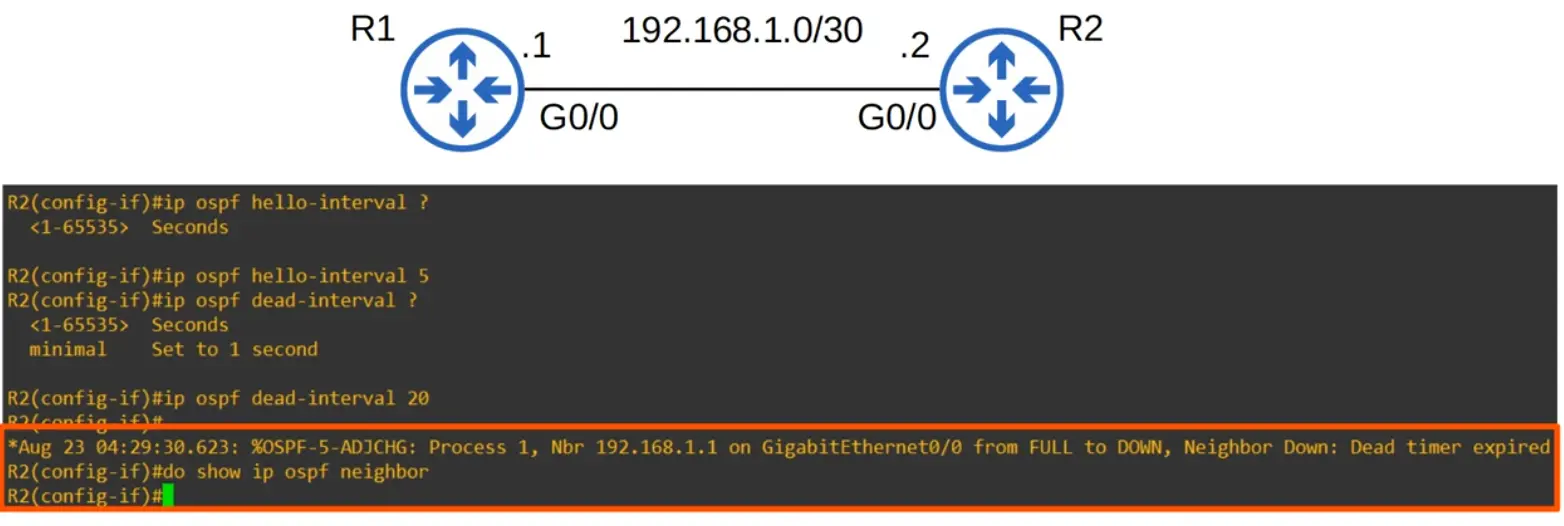 R1 .1 192.168.1.0/30 .2 R2
G0/0 G0/0
R2(config-if)#ip ospf hello-interval ?
  <1-65535>  Seconds
R2(config-if)#ip ospf hello-interval 5
R2(config-if)#ip ospf dead-interval ?
  <1-65535>  Seconds
  minimal    Set to 1 second
R2(config-if)#ip ospf dead-interval 20
R2(config-if)#
*Aug 23 04:29:30.623: %OSPF-5-ADJCHG: Process 1, Nbr 192.168.1.1 on GigabitEthernet0/0 from FULL to DOWN, Neighbor Down: Dead timer expired
R2(config-if)#do show ip ospf neighbor
R2(config-if)#